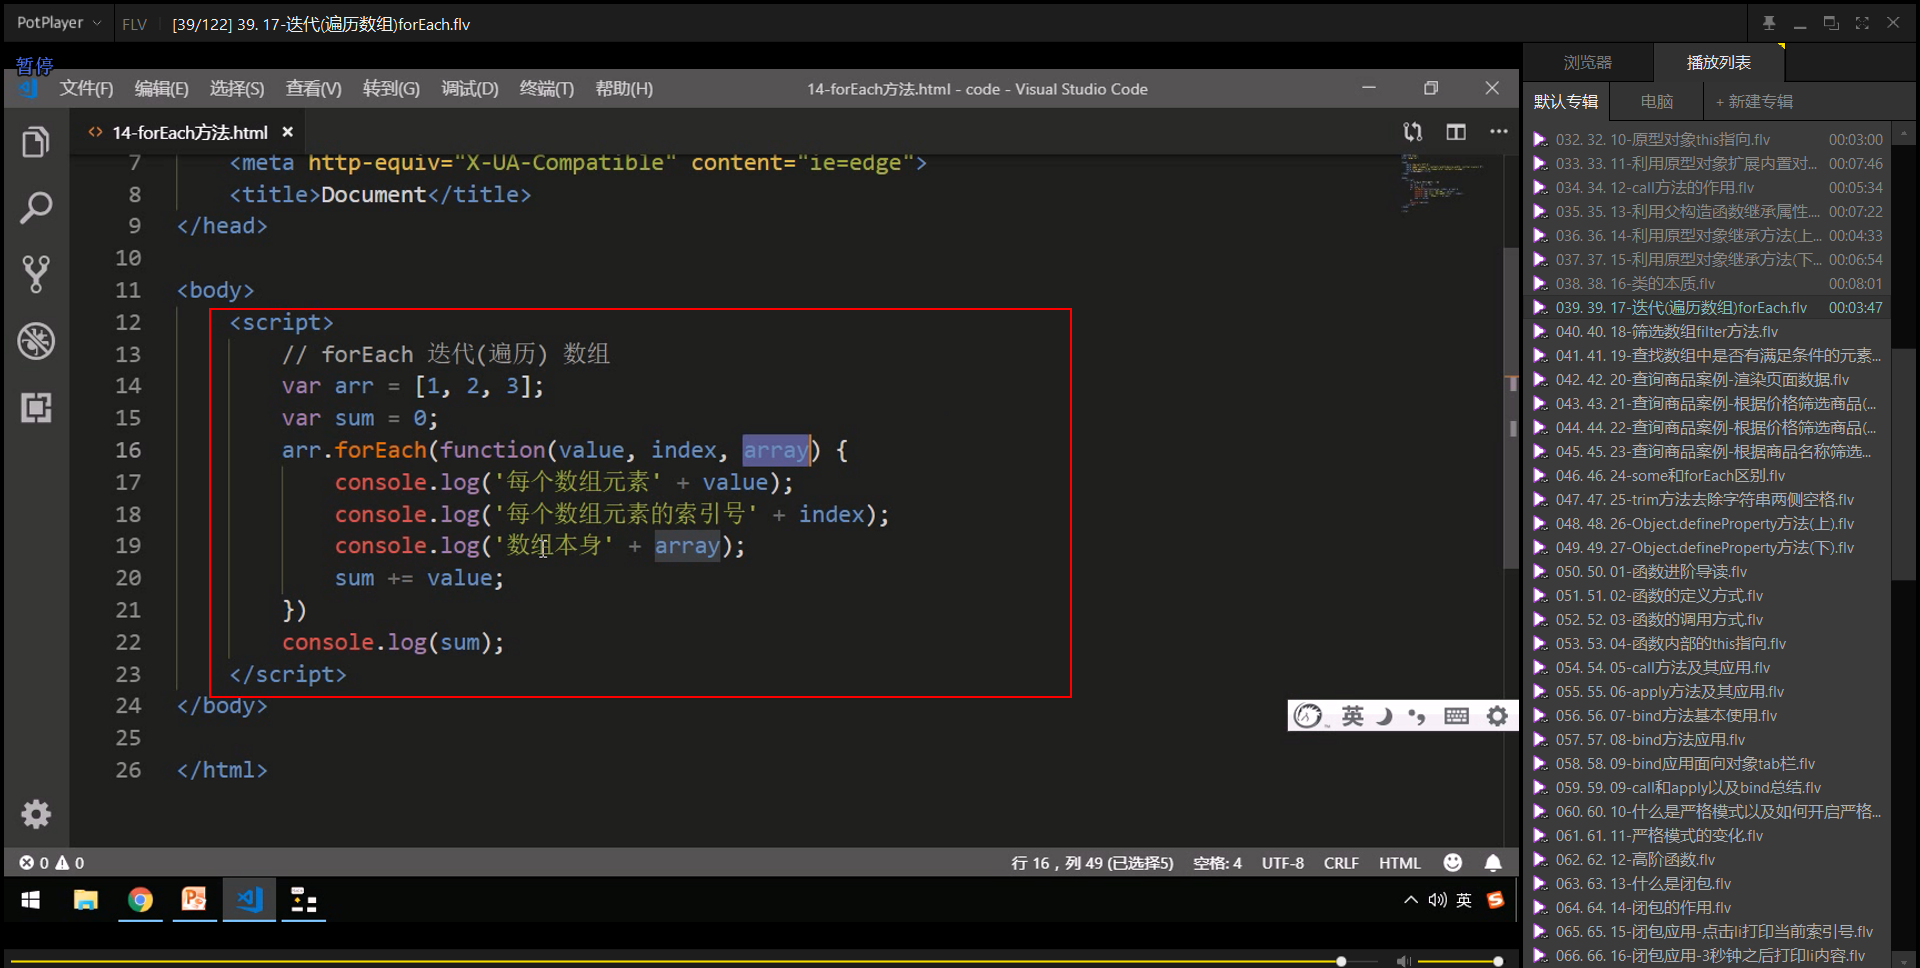 PotPlayer FLV [39/122] 39. 17-迭代(遍历数组)forEach.flv
暂停
文件(F) 编辑(E) 选择(S) 查看(V) 转到(G) 调试(D) 终端(T) 帮助(H) 14-forEach方法.html - code - Visual Studio Code
14-forEach方法.html
7 <meta http-equiv="X-UA-Compatible" content="ie=edge">
8 <title>Document</title>
9 </head>
10
11 <body>
12 <script>
13 // forEach 迭代(遍历) 数组
14 var arr = [1, 2, 3];
15 var sum = 0;
16 arr.forEach(function(value, index, array) {
17 console.log('每个数组元素' + value);
18 console.log('每个数组元素的索引号' + index);
19 console.log('数组本身' + array);
20 sum += value;
21 })
22 console.log(sum);
23 </script>
24 </body>
25
26 </html>
英
0 0 行 16，列 49 (已选择5) 空格: 4 UTF-8 CRLF HTML
英
浏览器 播放列表
默认专辑 电脑 + 新建专辑
032. 32. 10-原型对象this指向.flv 00:03:00
033. 33. 11-利用原型对象扩展内置对... 00:07:46
034. 34. 12-call方法的作用.flv 00:05:34
035. 35. 13-利用父构造函数继承属性.... 00:07:22
036. 36. 14-利用原型对象继承方法(上... 00:04:33
037. 37. 15-利用原型对象继承方法(下... 00:06:54
038. 38. 16-类的本质.flv 00:08:01
039. 39. 17-迭代(遍历数组)forEach.flv 00:03:47
040. 40. 18-筛选数组filter方法.flv
041. 41. 19-查找数组中是否有满足条件的元素...
042. 42. 20-查询商品案例-渲染页面数据.flv
043. 43. 21-查询商品案例-根据价格筛选商品(...
044. 44. 22-查询商品案例-根据价格筛选商品(...
045. 45. 23-查询商品案例-根据商品名称筛选...
046. 46. 24-some和forEach区别.flv
047. 47. 25-trim方法去除字符串两侧空格.flv
048. 48. 26-Object.defineProperty方法(上).flv
049. 49. 27-Object.defineProperty方法(下).flv
050. 50. 01-函数进阶导读.flv
051. 51. 02-函数的定义方式.flv
052. 52. 03-函数的调用方式.flv
053. 53. 04-函数内部的this指向.flv
054. 54. 05-call方法及其应用.flv
055. 55. 06-apply方法及其应用.flv
056. 56. 07-bind方法基本使用.flv
057. 57. 08-bind方法应用.flv
058. 58. 09-bind应用面向对象tab栏.flv
059. 59. 09-call和apply以及bind总结.flv
060. 60. 10-什么是严格模式以及如何开启严格...
061. 61. 11-严格模式的变化.flv
062. 62. 12-高阶函数.flv
063. 63. 13-什么是闭包.flv
064. 64. 14-闭包的作用.flv
065. 65. 15-闭包应用-点击li打印当前索引号.flv
066. 66. 16-闭包应用-3秒钟之后打印li内容.flv